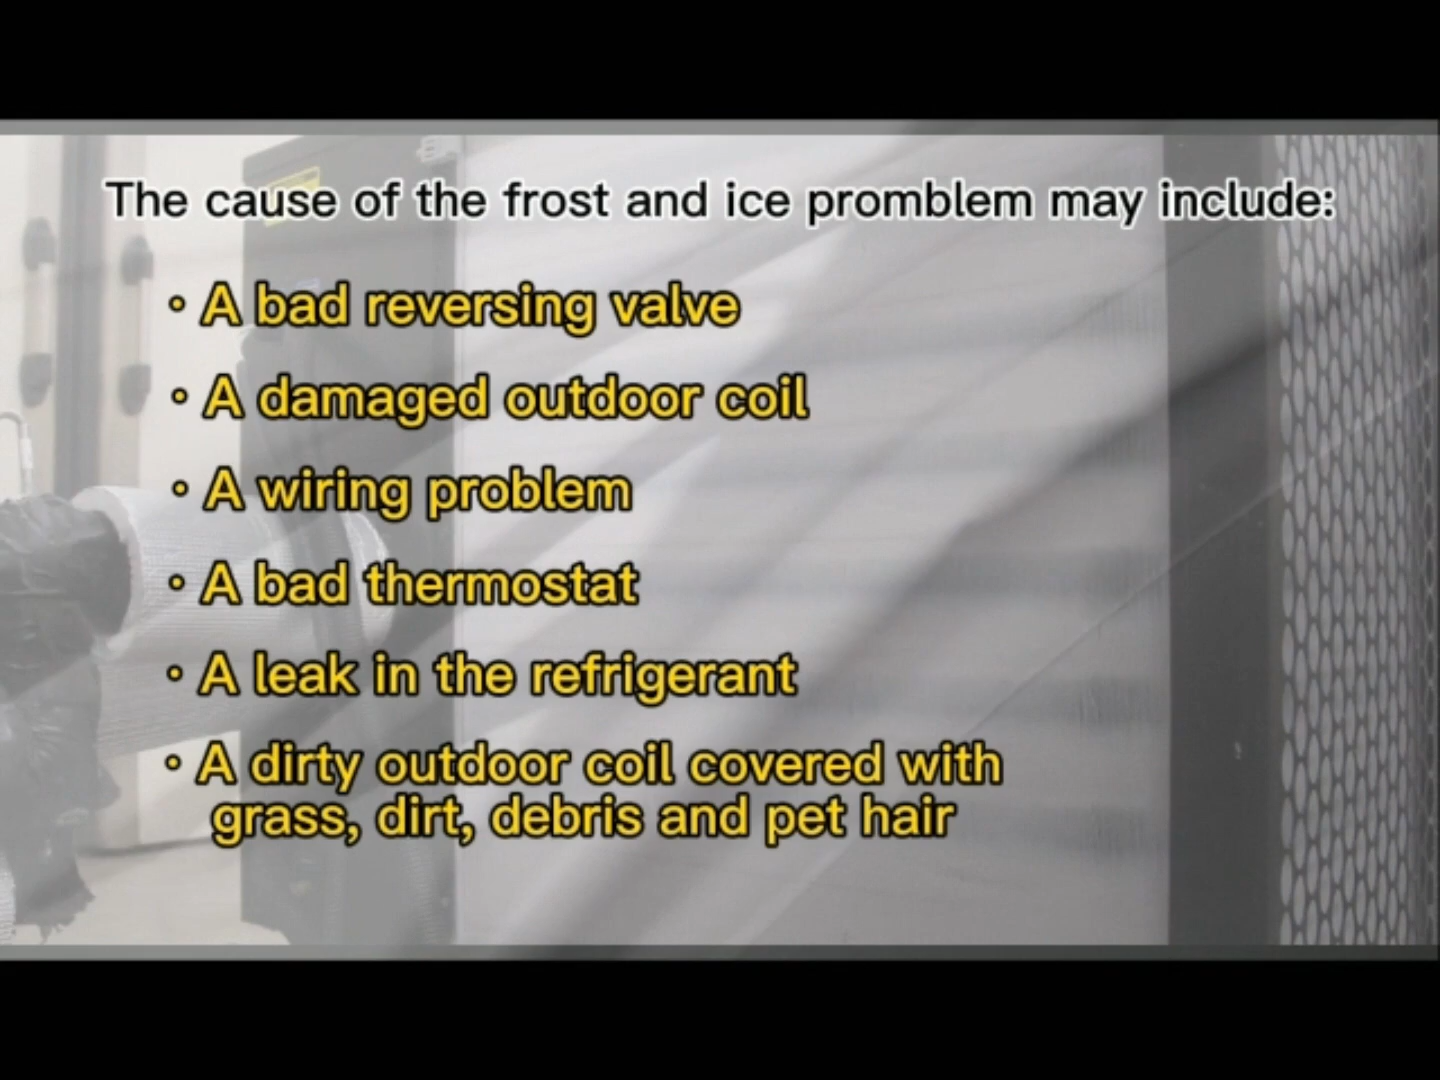 The cause of the frost and ice promblem may include:
• A bad reversing valve
• A damaged outdoor coil
• A wiring problem
• A bad thermostat
• A leak in the refrigerant
• A dirty outdoor coil covered with
grass, dirt, debris and pet hair